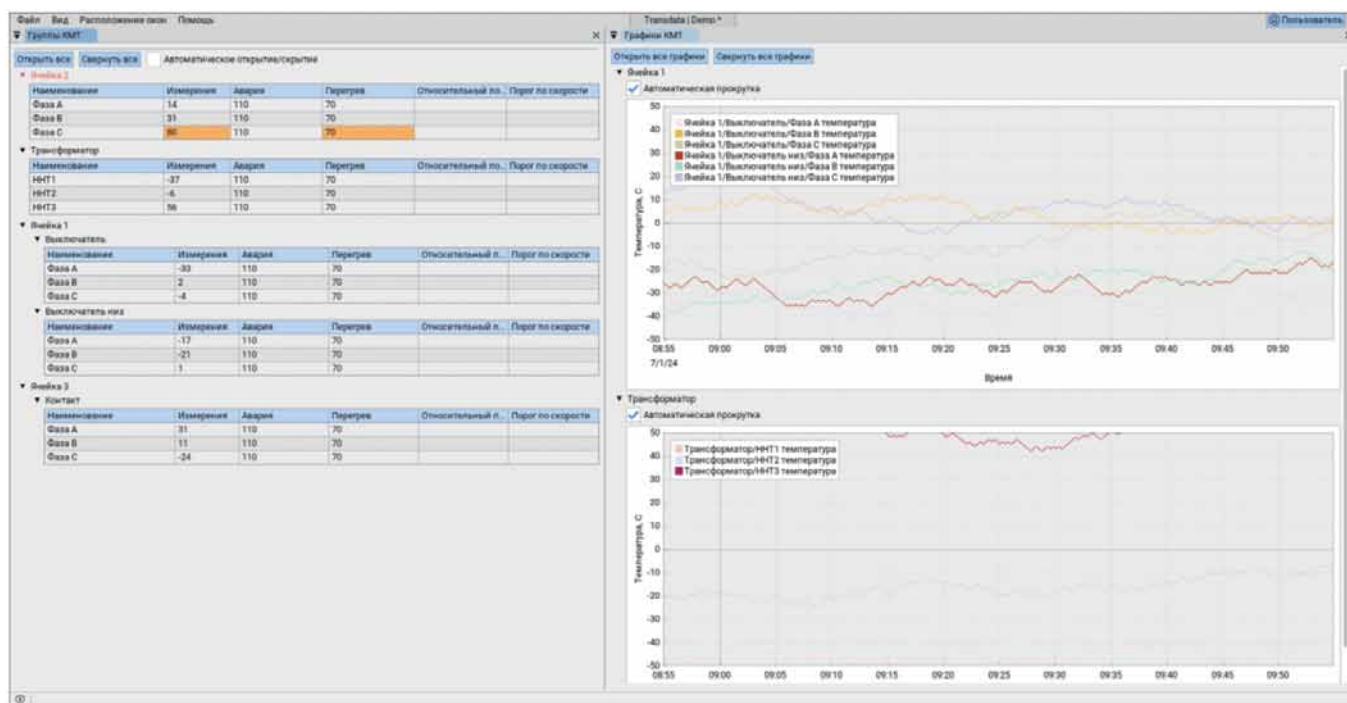 Файл Вид Расположение окон Помощь
Transdata | Demo *
Пользователь
Группы КМТ
Открыть все Свернуть все Автоматическое открытие/скрытие
Ячейка 2
Наименование Измерения Авария Перегрев Относительный по... Порог по скорости
Фаза A 14 110 70
Фаза B 31 110 70
Фаза C 110 70
Трансформатор
Наименование Измерения Авария Перегрев Относительный по... Порог по скорости
ННТ1 -37 110 70
ННТ2 -6 110 70
ННТ3 56 110 70
Ячейка 1
Выключатель
Наименование Измерения Авария Перегрев Относительный п... Порог по скорости
Фаза A -33 110 70
Фаза B 2 110 70
Фаза C -4 110 70
Выключатель низ
Наименование Измерения Авария Перегрев Относительный п... Порог по скорости
Фаза A -17 110 70
Фаза B -21 110 70
Фаза C 1 110 70
Ячейка 3
Контакт
Наименование Измерения Авария Перегрев Относительный п... Порог по скорости
Фаза A 31 110 70
Фаза B 11 110 70
Фаза C -24 110 70
Графики КМТ
Открыть все графики Свернуть все графики
Ячейка 1
Автоматическая прокрутка
Ячейка 1/Выключатель/Фаза A температура
Ячейка 1/Выключатель/Фаза B температура
Ячейка 1/Выключатель/Фаза C температура
Ячейка 1/Выключатель низ/Фаза A температура
Ячейка 1/Выключатель низ/Фаза B температура
Ячейка 1/Выключатель низ/Фаза C температура
Температура, C
50
40
30
20
10
0
-10
-20
-30
-40
-50
08:55 09:00 09:05 09:10 09:15 09:20 09:25 09:30 09:35 09:40 09:45 09:50
7/1/24
Время
Трансформатор
Автоматическая прокрутка
Трансформатор/ННТ1 температура
Трансформатор/ННТ2 температура
Трансформатор/ННТ3 температура
Температура, C
50
40
30
20
10
0
-10
-20
-30
-40
-50
08:55 09:00 09:05 09:10 09:15 09:20 09:25 09:30 09:35 09:40 09:45 09:50